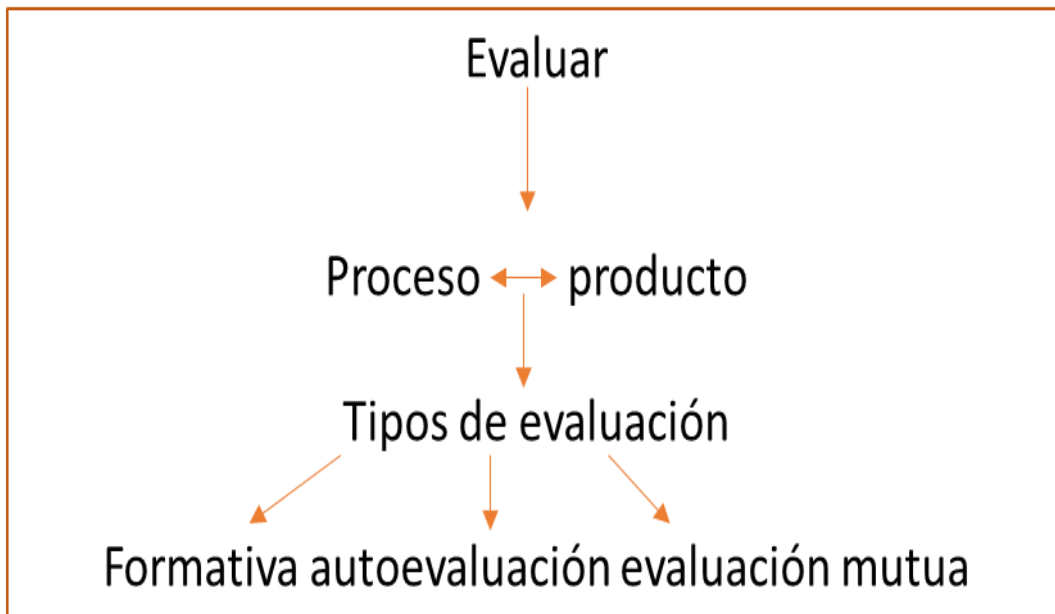 Evaluar
Proceso producto
Tipos de evaluación
Formativa autoevaluación evaluación mutua